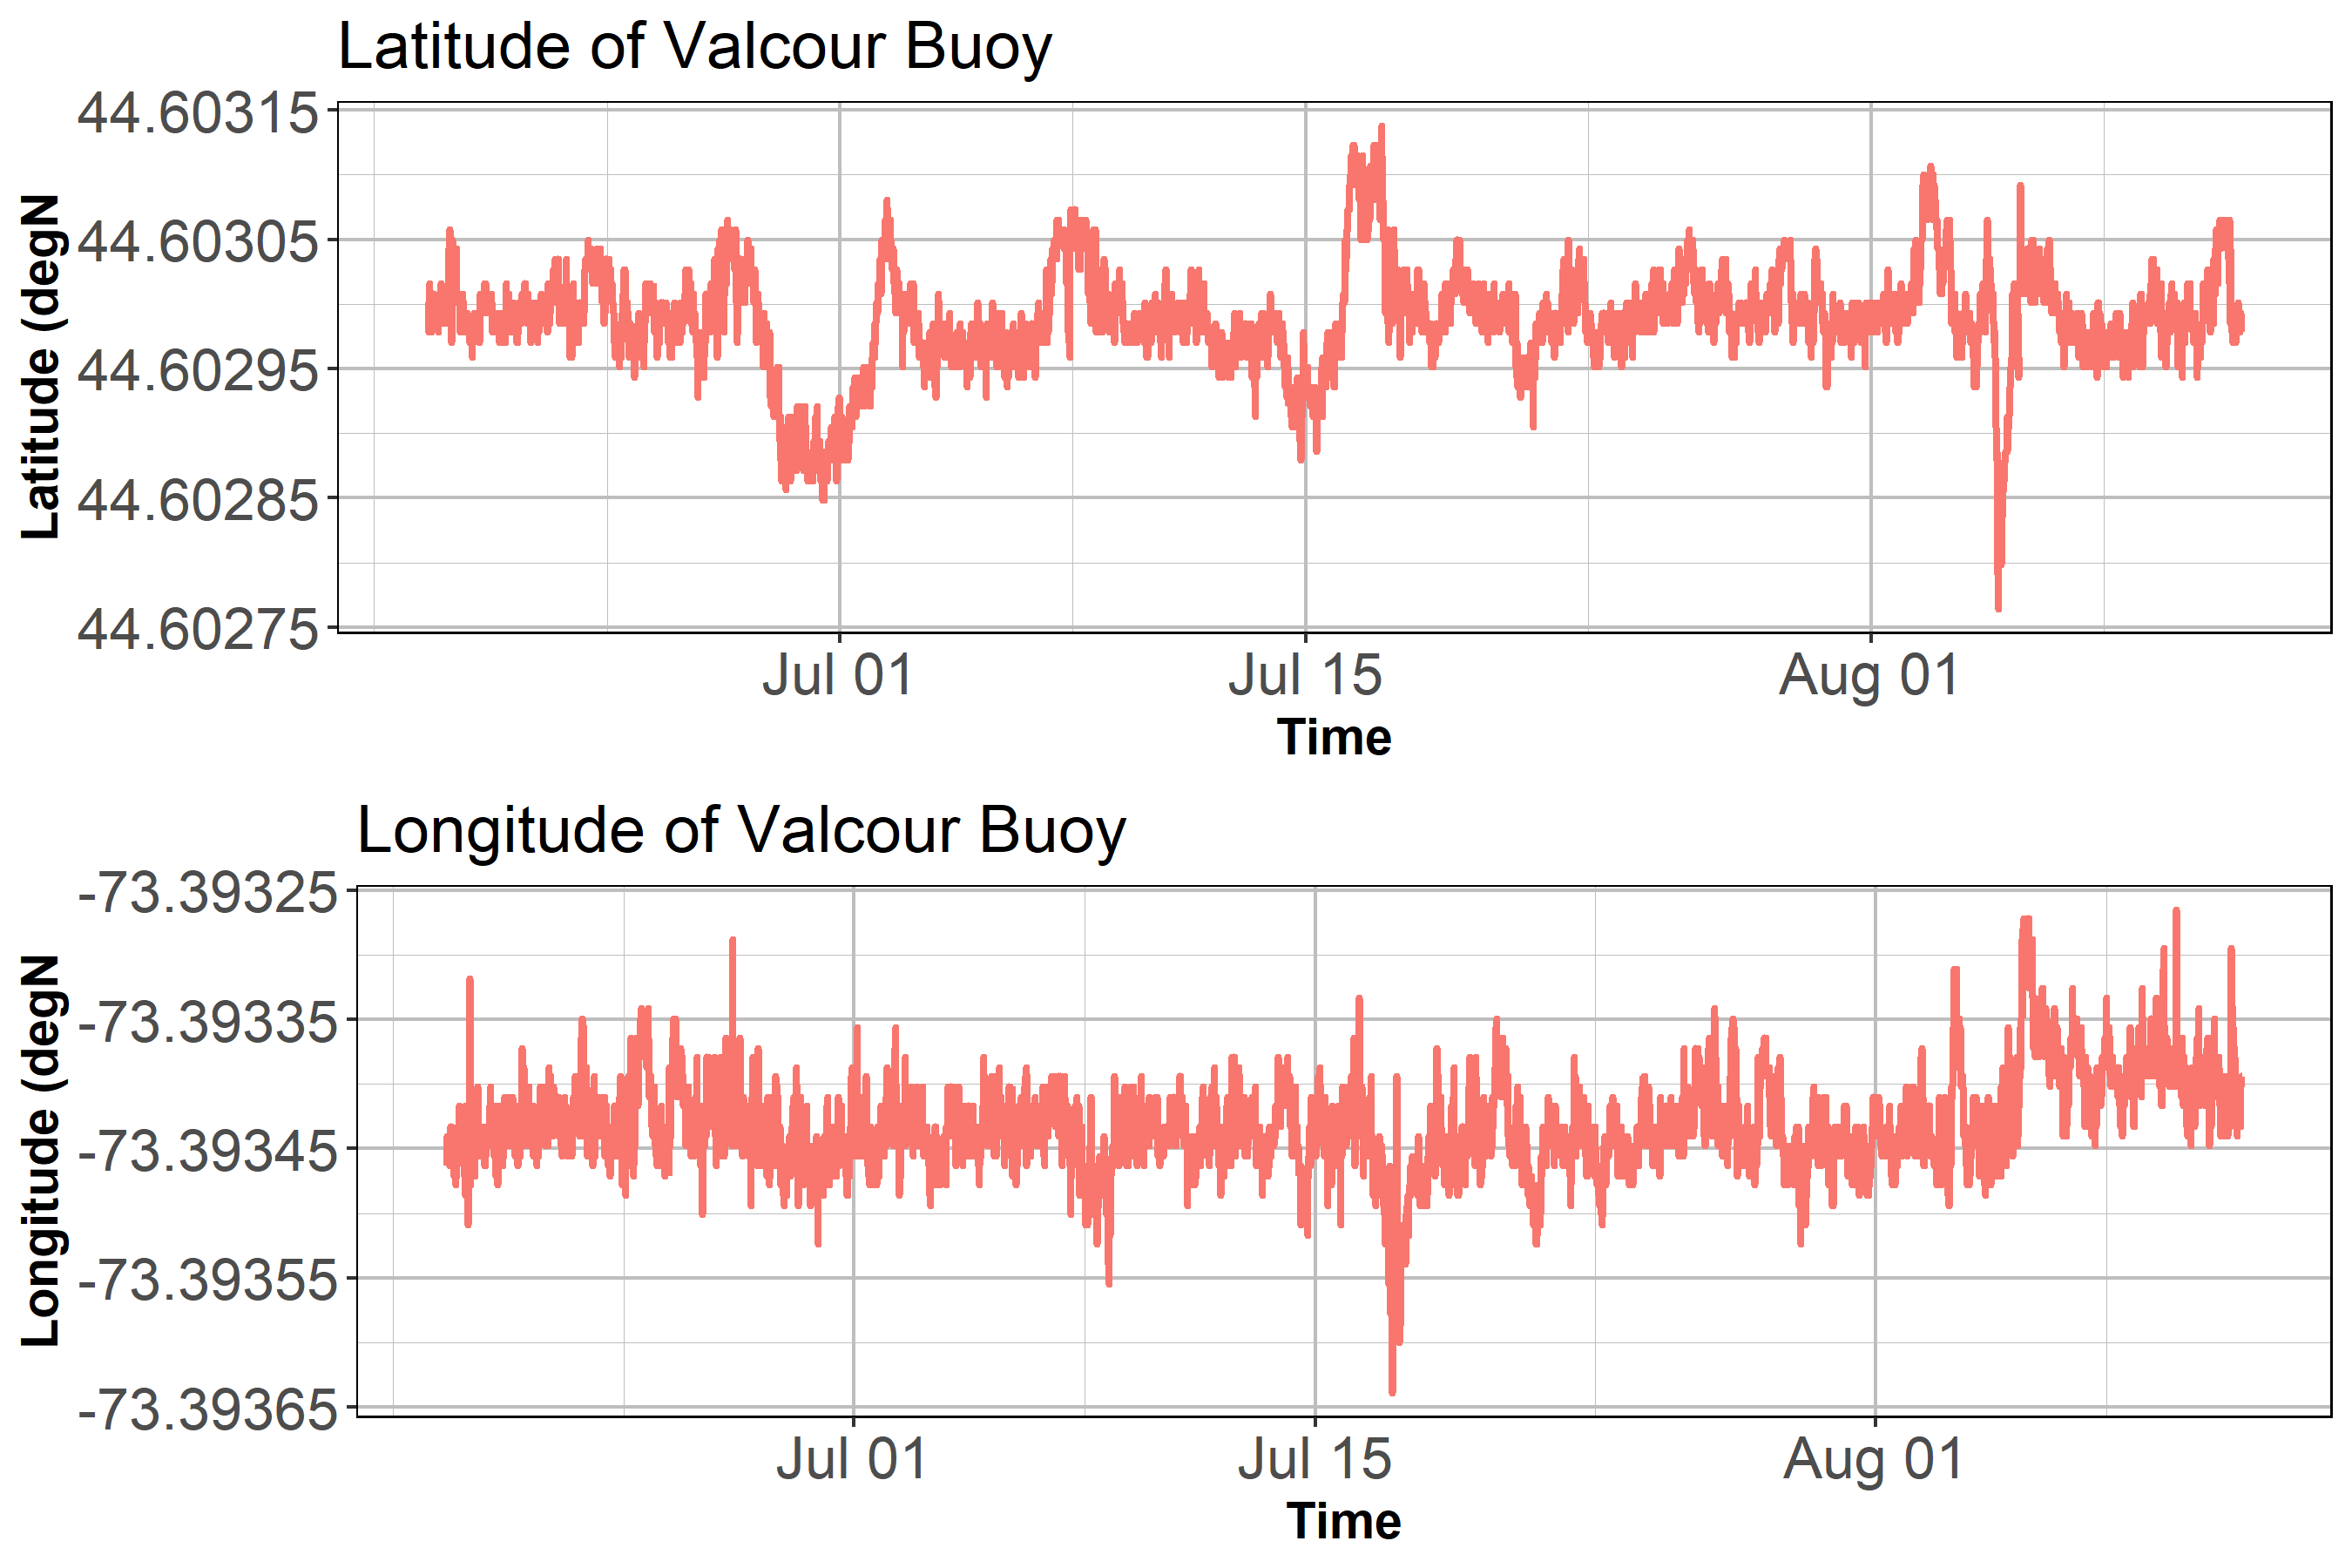 Latitude of Valcour Buoy
44.60315
44.60305
44.60295
44.60285
44.60275
Latitude (degN
Jul 01
Jul 15
Aug 01
Time
Longitude of Valcour Buoy
-73.39325
-73.39335
-73.39345
-73.39355
-73.39365
Longitude (degN
Jul 01
Jul 15
Aug 01
Time